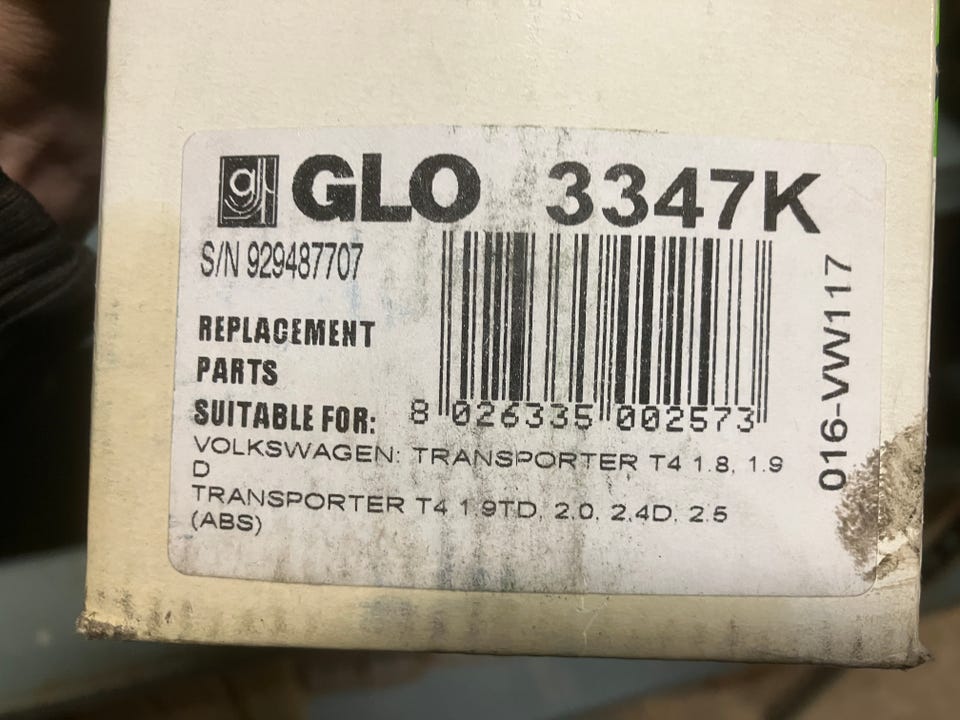 g GLO 3347K
S/N 929487707
REPLACEMENT
PARTS
SUITABLE FOR:
8 026335 002573
VOLKSWAGEN: TRANSPORTER T4 1.8, 1.9
D
TRANSPORTER T4 1.9TD, 2.0, 2.4D, 2.5
(ABS)
016-VW117